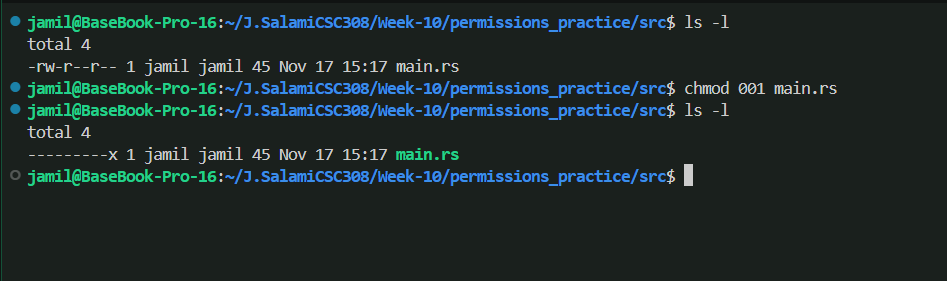 jamil@BaseBook-Pro-16:~/J.SalamiCSC308/Week-10/permissions_practice/src$ ls -l
total 4
-rw-r--r-- 1 jamil jamil 45 Nov 17 15:17 main.rs
jamil@BaseBook-Pro-16:~/J.SalamiCSC308/Week-10/permissions_practice/src$ chmod 001 main.rs
jamil@BaseBook-Pro-16:~/J.SalamiCSC308/Week-10/permissions_practice/src$ ls -l
total 4
---------x 1 jamil jamil 45 Nov 17 15:17 main.rs
jamil@BaseBook-Pro-16:~/J.SalamiCSC308/Week-10/permissions_practice/src$